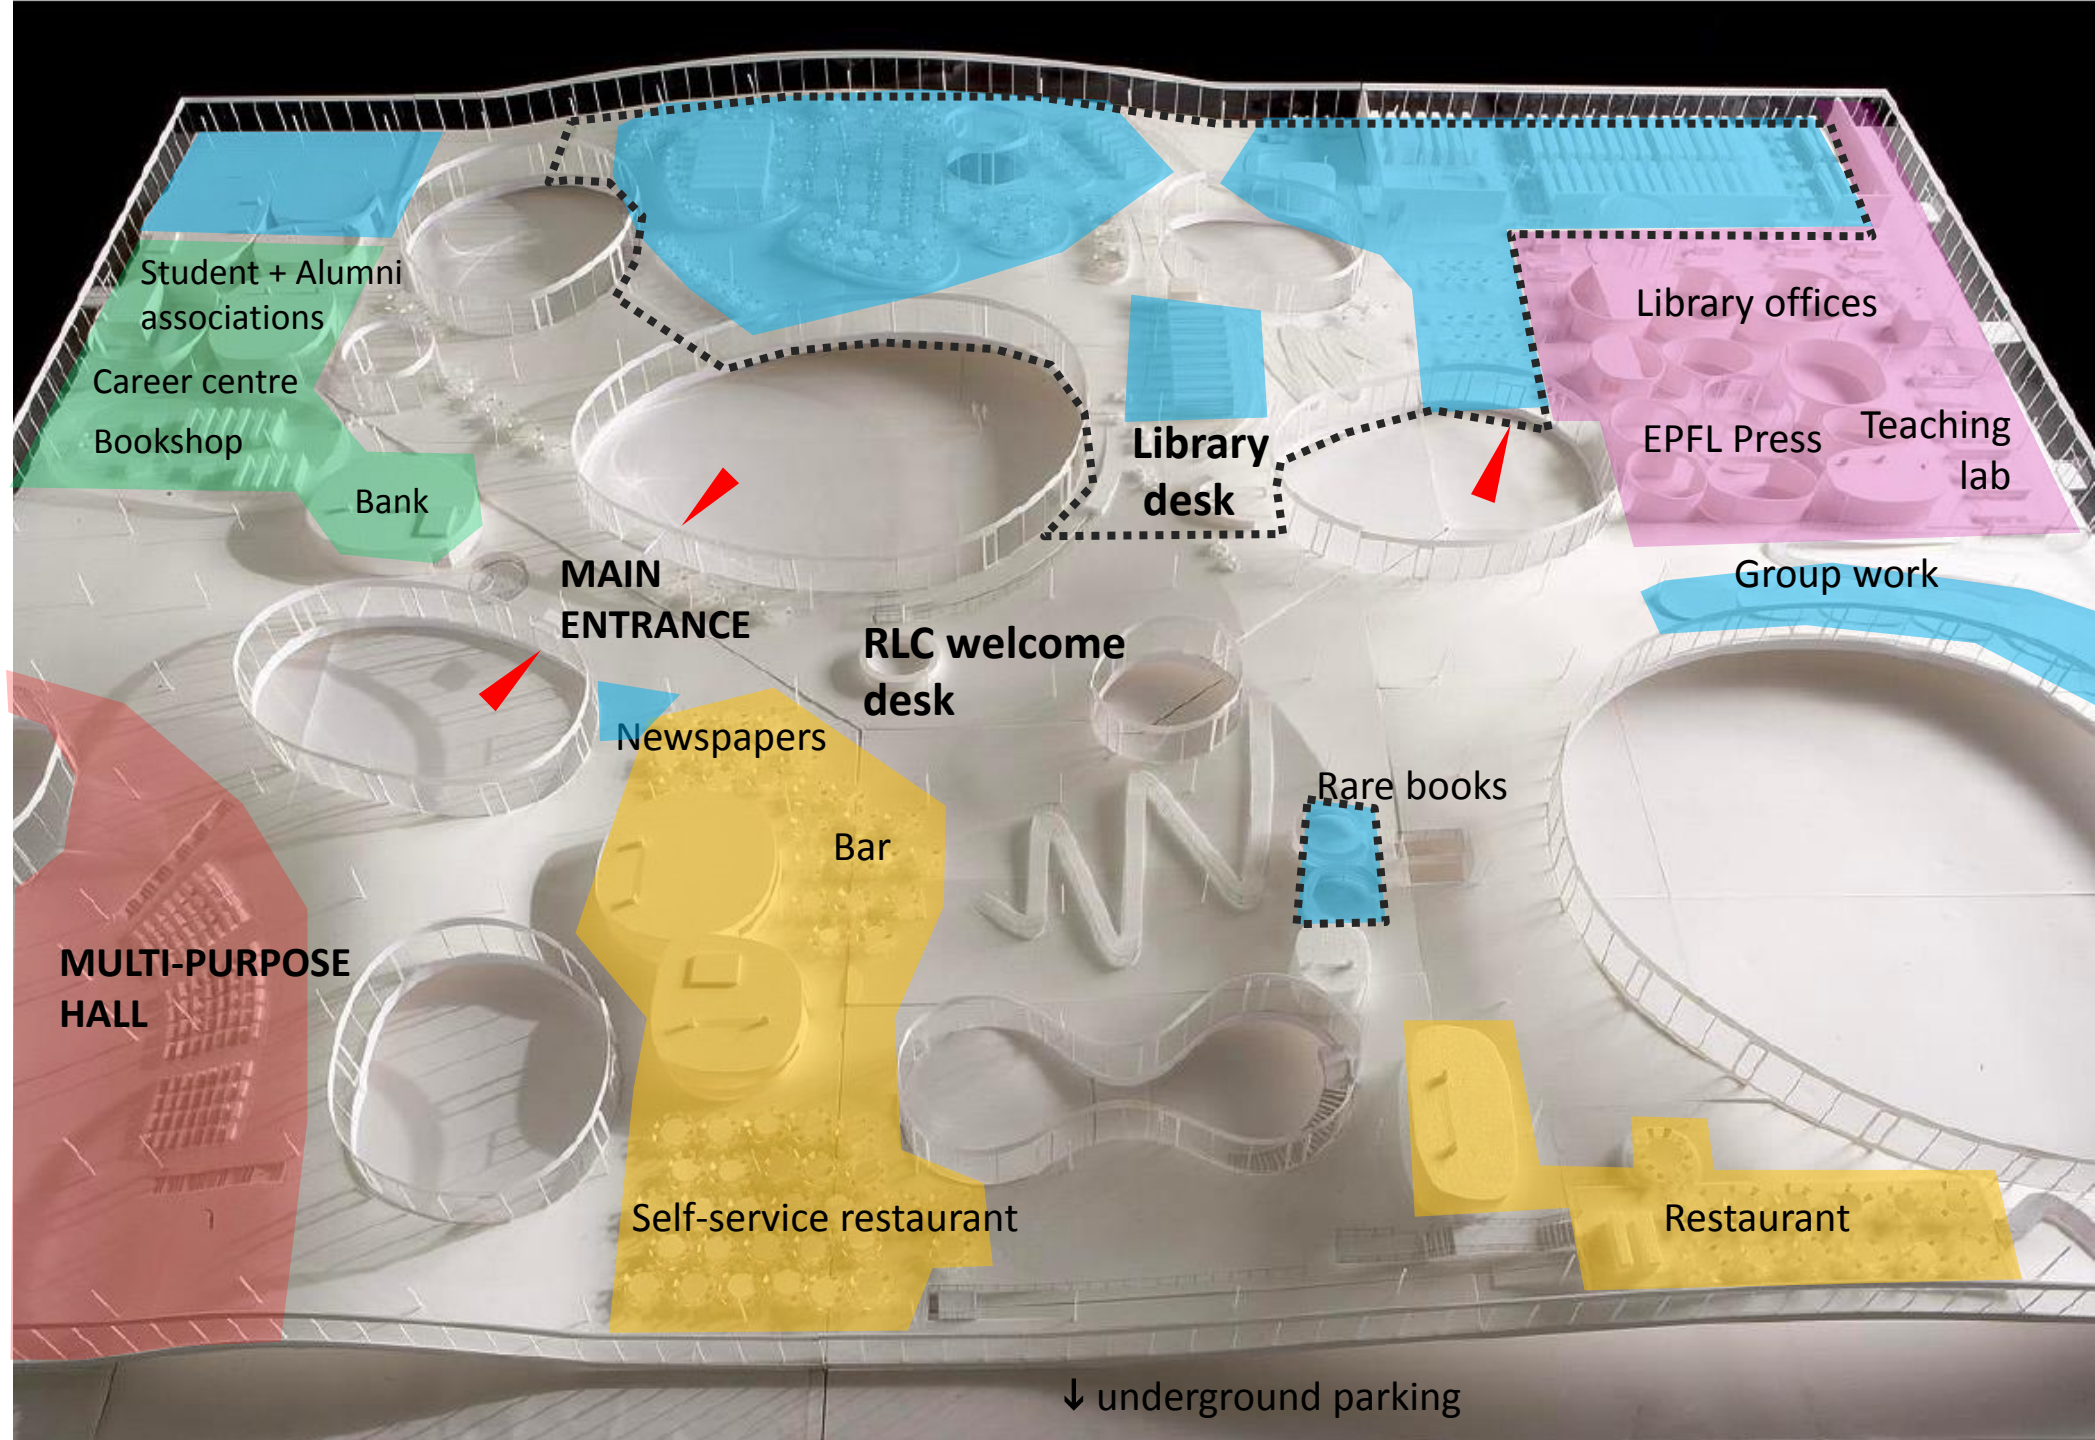 Student + Alumni
associations
Library offices
Career centre
Bookshop
EPFL Press
Teaching
lab
Library
desk
Bank
MAIN
ENTRANCE
Group work
RLC welcome
desk
Newspapers
Rare books
Bar
MULTI-PURPOSE
HALL
Self-service restaurant
Restaurant
↓ underground parking